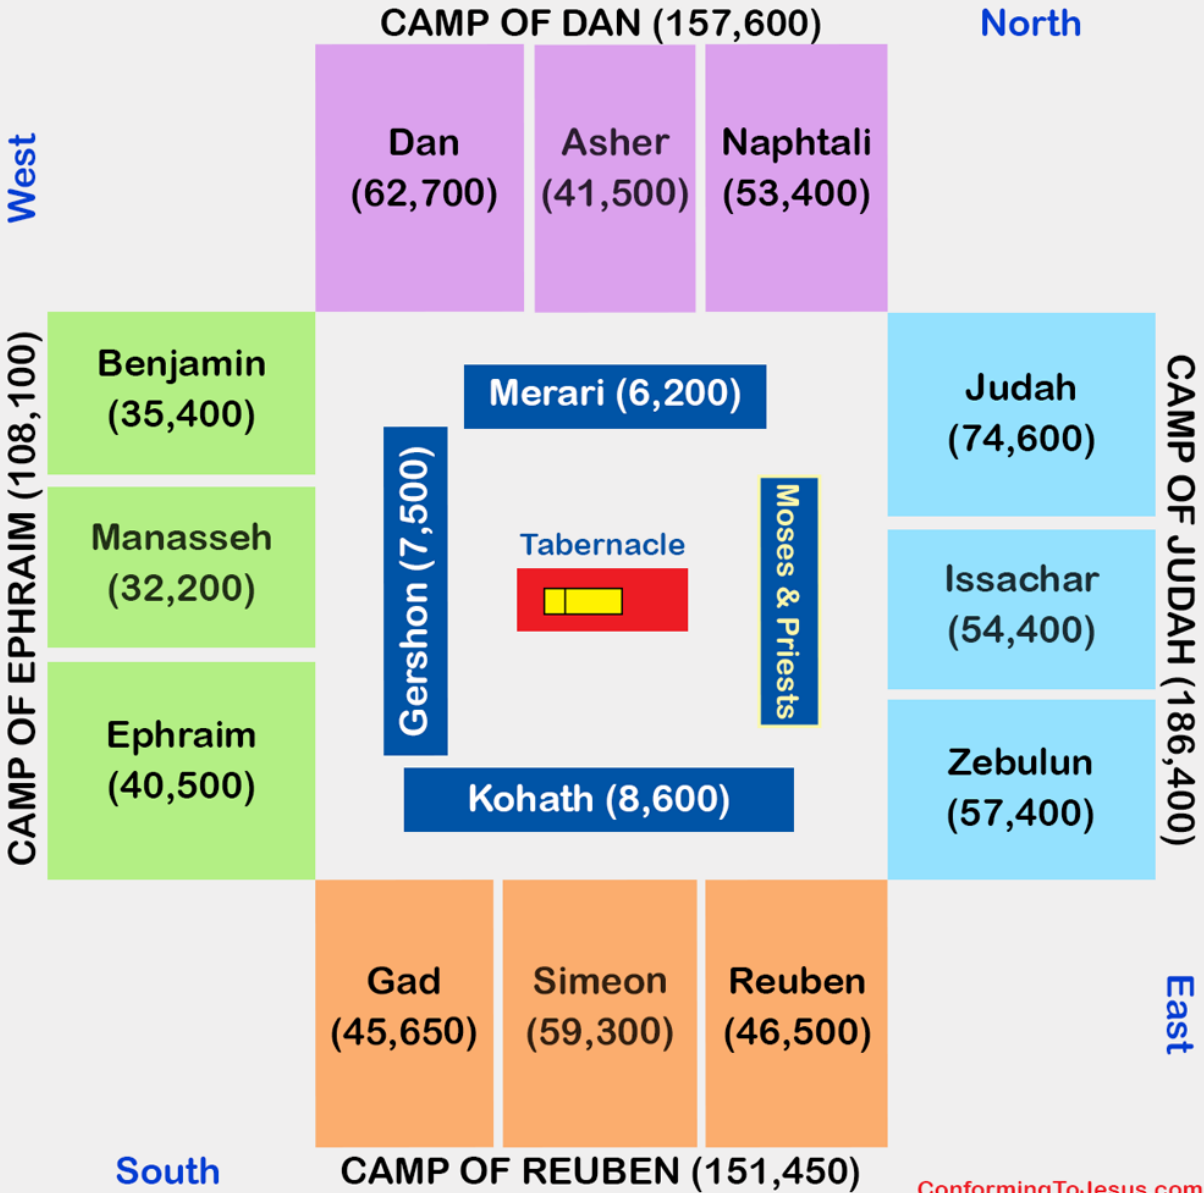 CAMP OF DAN (157,600)
North
West
Dan
(62,700)
Asher
(41,500)
Naphtali
(53,400)
CAMP OF EPHRAIM (108,100)
Benjamin
(35,400)
Manasseh
(32,200)
Ephraim
(40,500)
Merari (6,200)
Gershon (7,500)
Tabernacle
Moses & Priests
Kohath (8,600)
Judah
(74,600)
Issachar
(54,400)
Zebulun
(57,400)
CAMP OF JUDAH (186,400)
Gad
(45,650)
Simeon
(59,300)
Reuben
(46,500)
East
South
CAMP OF REUBEN (151,450)
ConformingToJesus.com